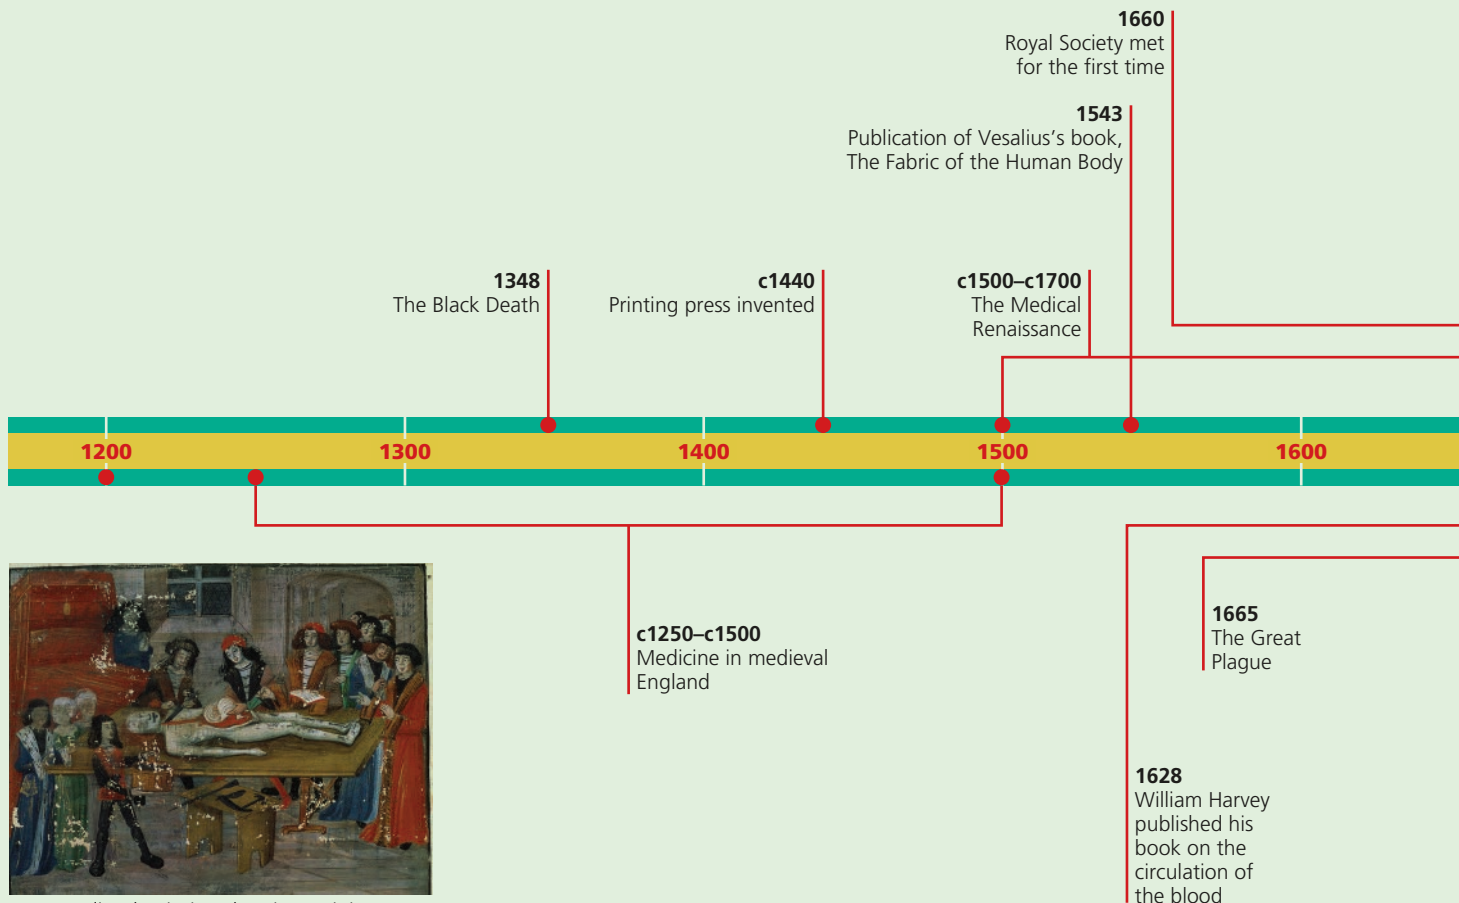 1660
Royal Society met
for the first time
1543
Publication of Vesalius's book,
The Fabric of the Human Body
1348
The Black Death
c1440
Printing press invented
c1500–c1700
The Medical
Renaissance
1200
1300
1400
1500
1600
c1250–c1500
Medicine in medieval
England
1665
The Great
Plague
1628
William Harvey
published his
book on the
circulation of
the blood